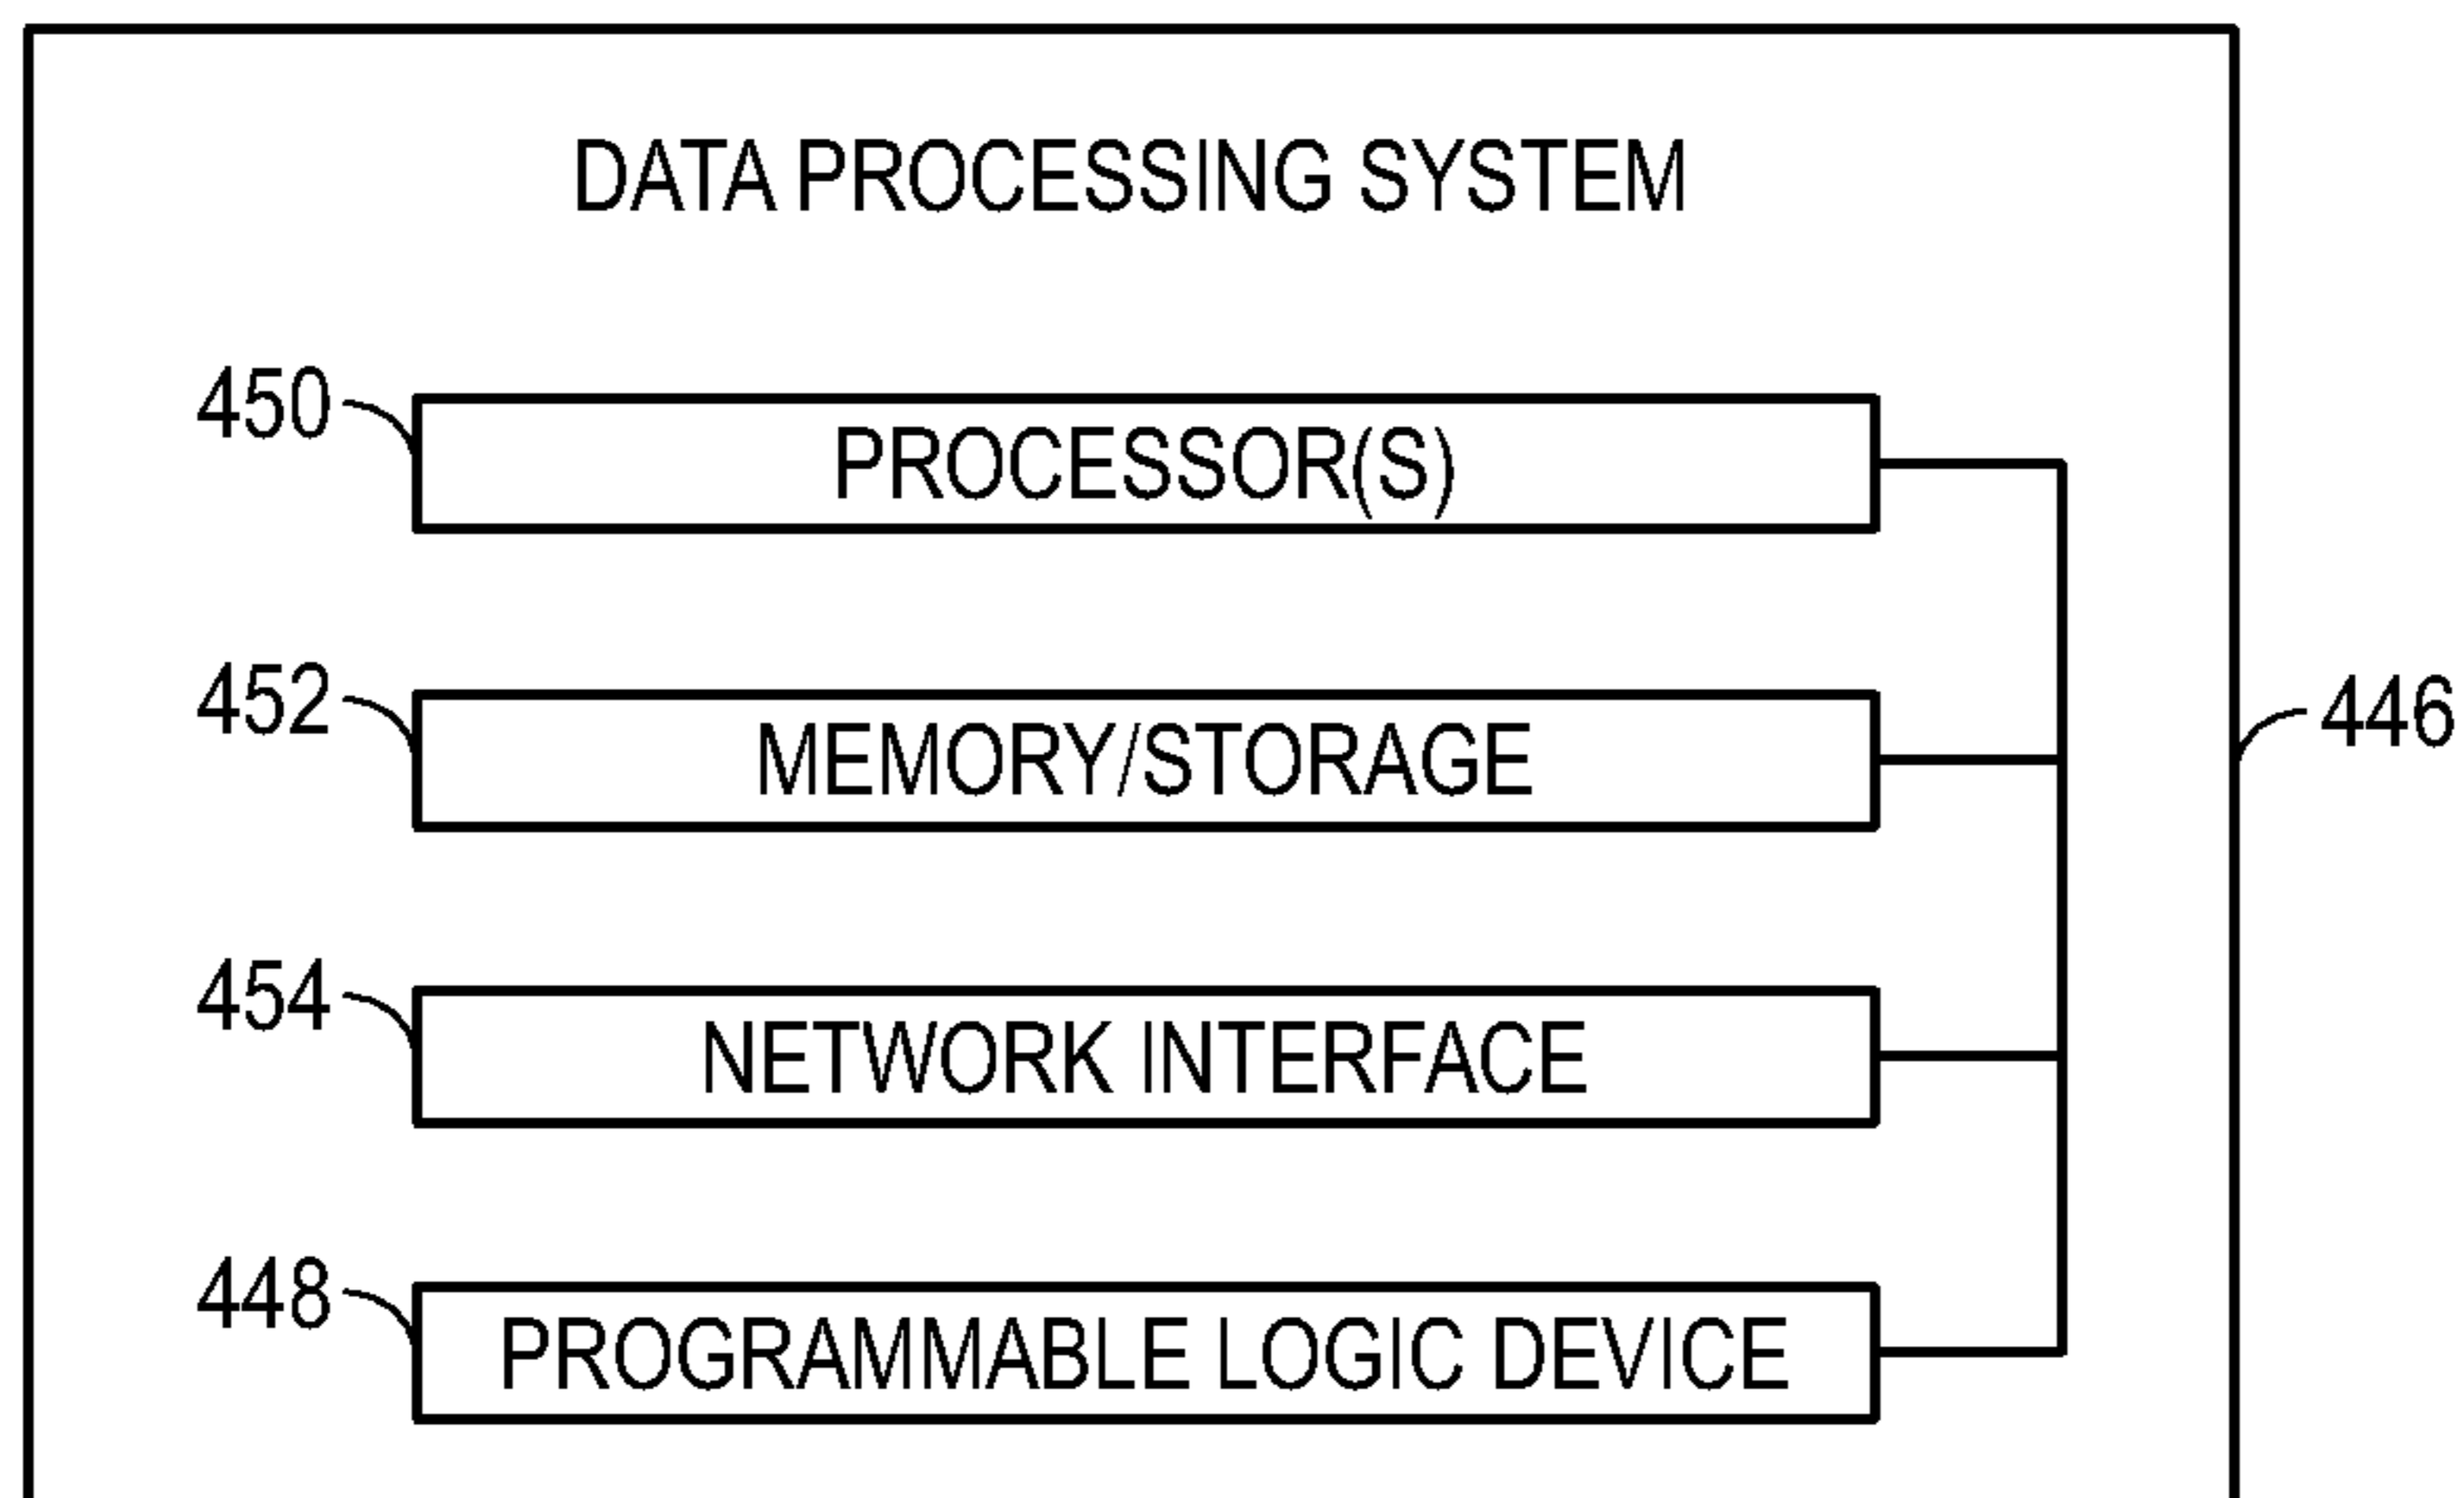 DATA PROCESSING SYSTEM
450
PROCESSOR(S)
452
MEMORY/STORAGE
446
454
NETWORK INTERFACE
448
PROGRAMMABLE LOGIC DEVICE